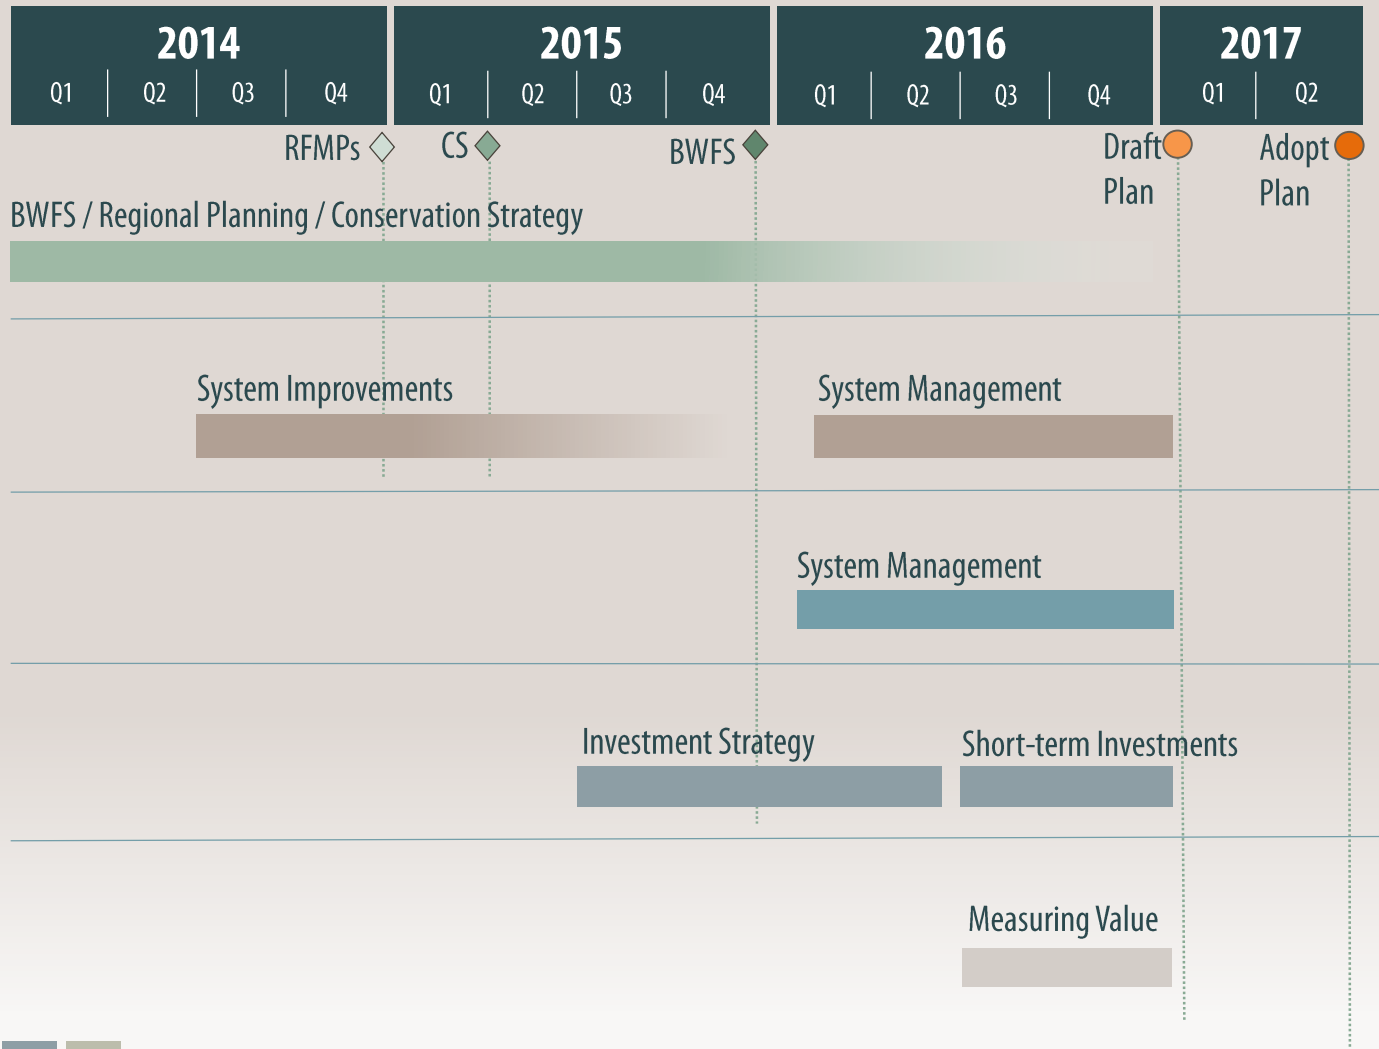 2014 2015 2016 2017
Q1 Q2 Q3 Q4 Q1 Q2 Q3 Q4 Q1 Q2 Q3 Q4 Q1 Q2
RFMPs CS BWFS Draft Adopt
Plan Plan
BWFS / Regional Planning / Conservation Strategy
System Improvements System Management
System Management
Investment Strategy Short-term Investments
Measuring Value